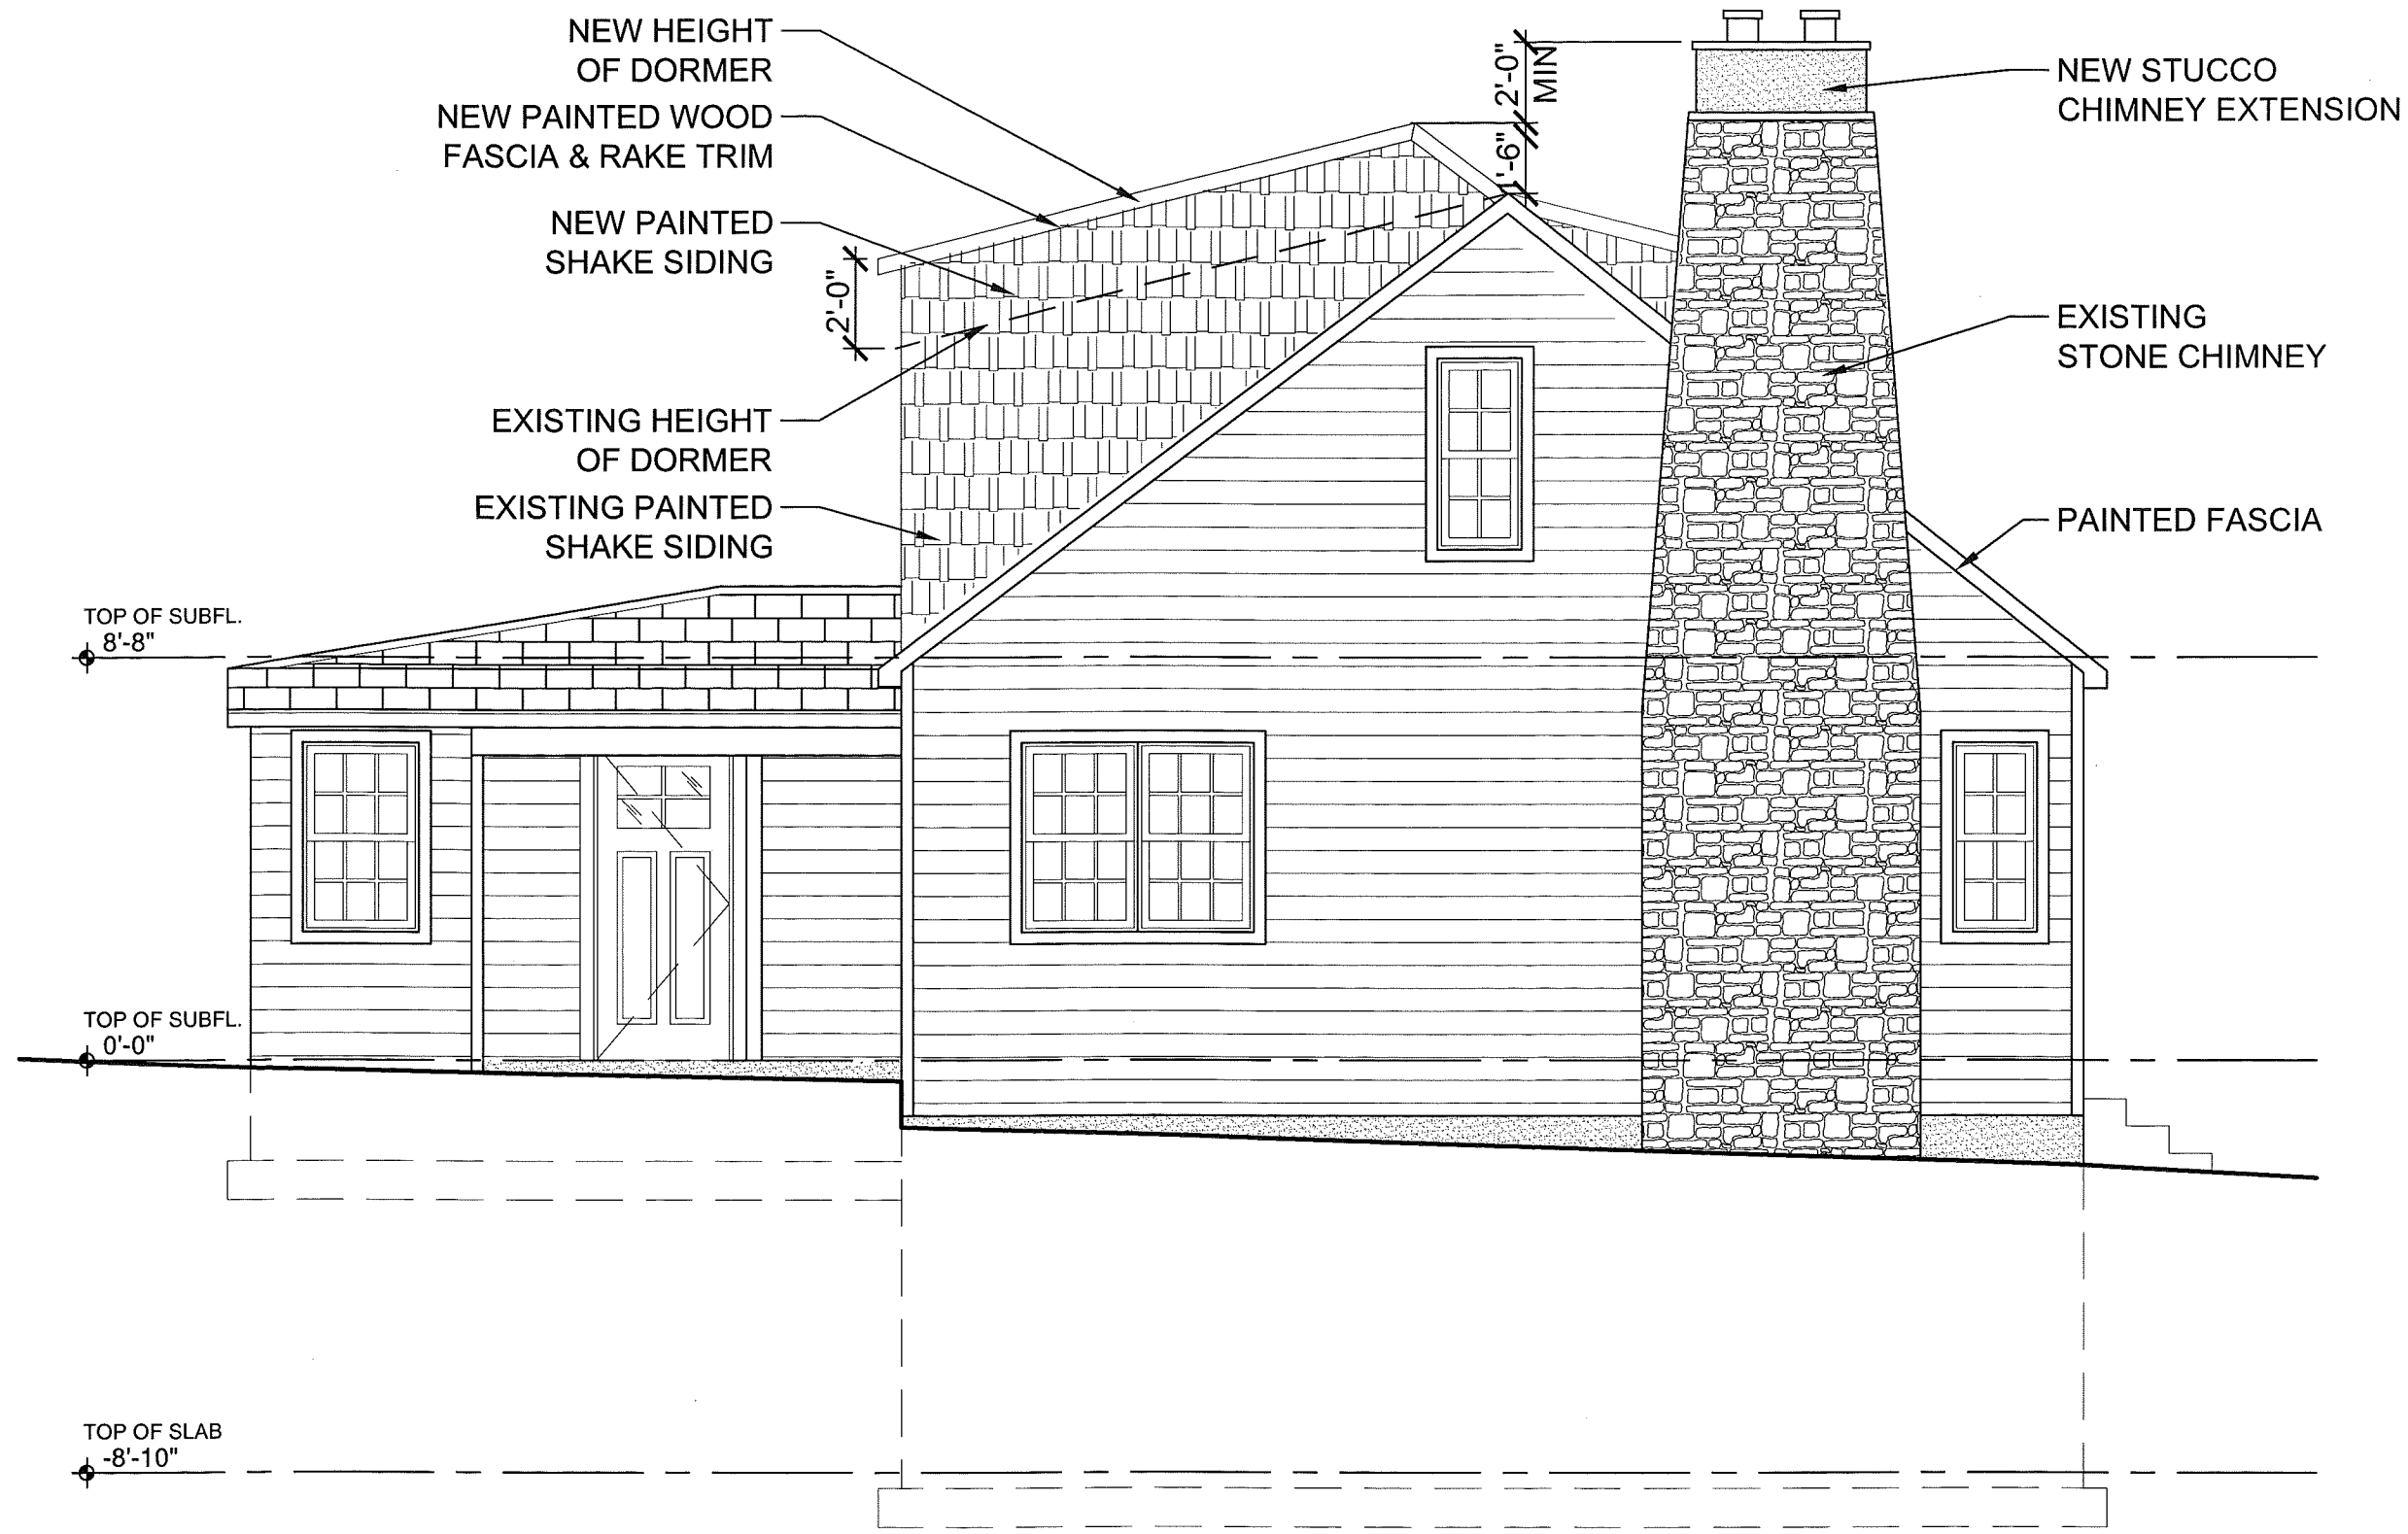 NEW HEIGHT
OF DORMER
NEW PAINTED WOOD
FASCIA & RAKE TRIM
NEW PAINTED
SHAKE SIDING
2'-0"
EXISTING HEIGHT
OF DORMER
EXISTING PAINTED
SHAKE SIDING
2'-0"
MIN
1'-6"
NEW STUCCO
CHIMNEY EXTENSION
EXISTING
STONE CHIMNEY
PAINTED FASCIA
TOP OF SUBFL.
8'-8"
TOP OF SUBFL.
0'-0"
TOP OF SLAB
-8'-10"